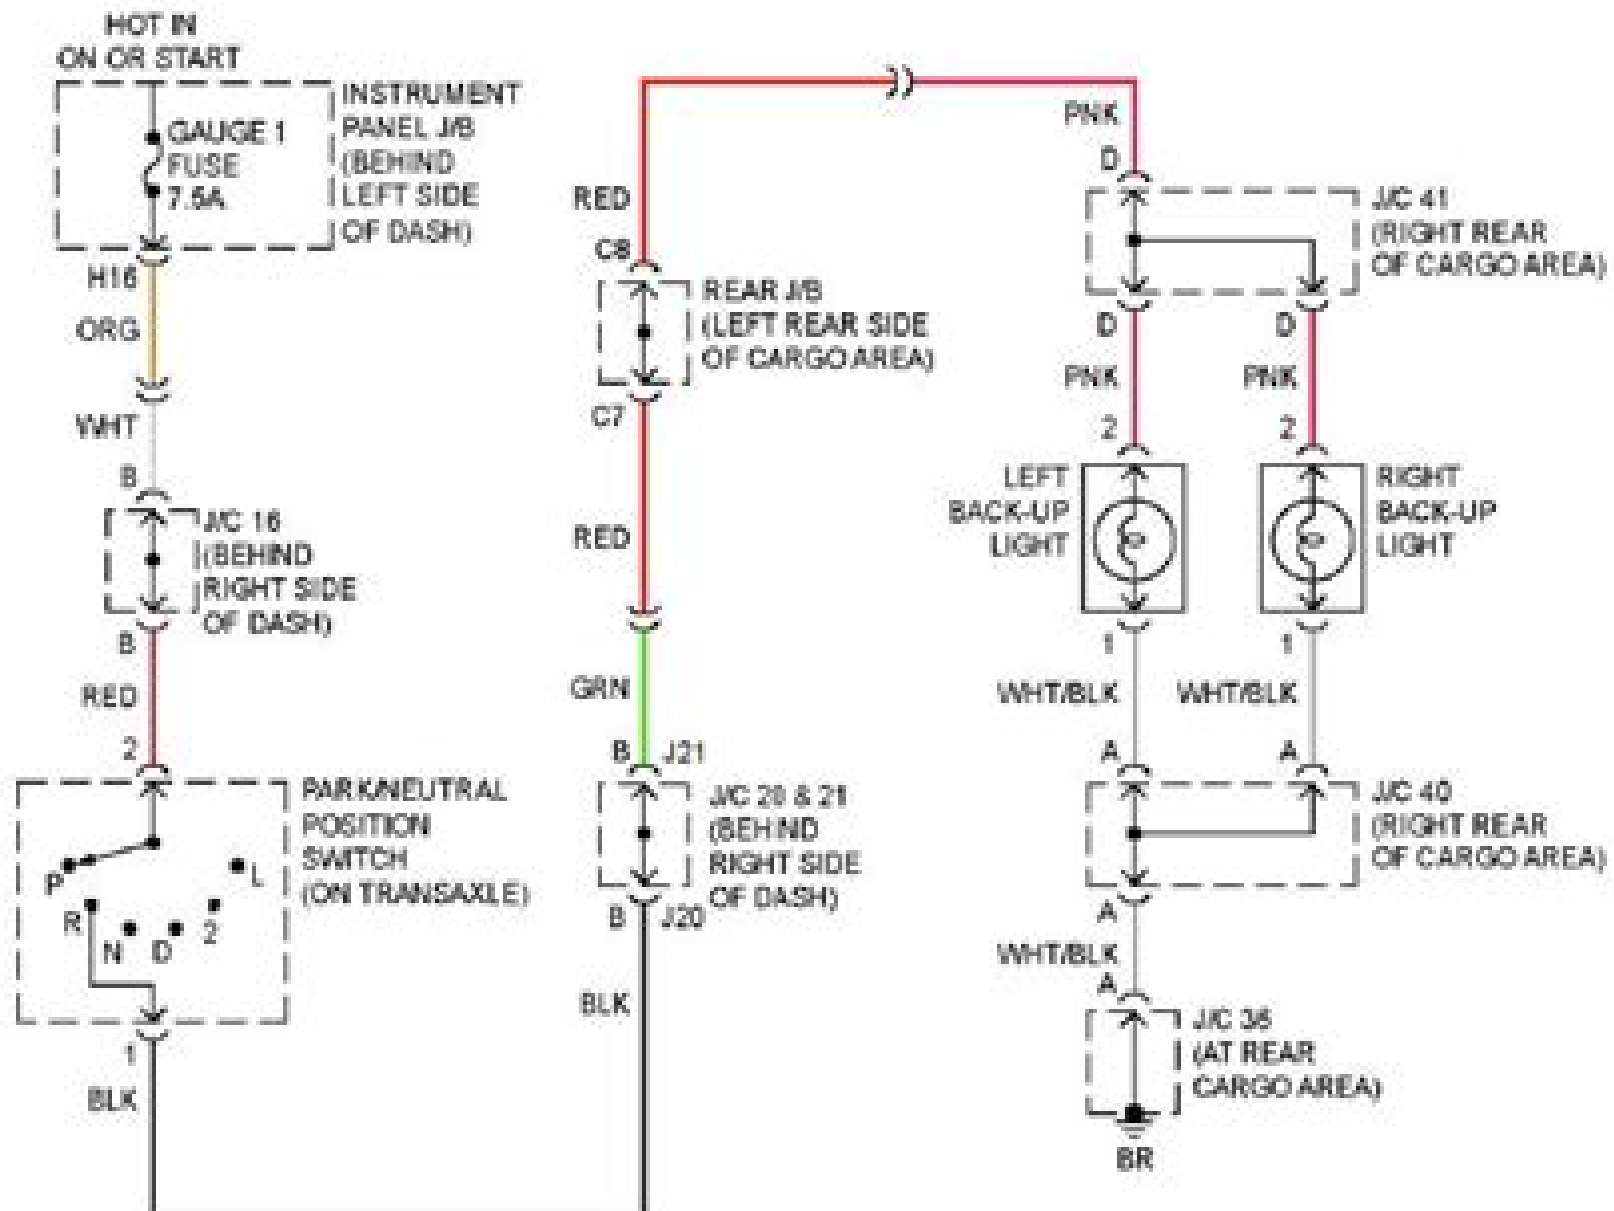 HOT IN
ON OR START
GAUGE 1
FUSE
7.5A
INSTRUMENT
PANEL J/B
(BEHIND
LEFT SIDE
OF DASH)
H16
ORG
WHT
B
J/C 16
(BEHIND
RIGHT SIDE
OF DASH)
B
RED
2
PARK/NEUTRAL
POSITION
SWITCH
(ON TRANSAXLE)
P
R
N
D
2
L
1
BLK
RED
C8
REAR J/B
(LEFT REAR SIDE
OF CARGO AREA)
C7
RED
GRN
B J21
J/C 20 & 21
(BEHIND
RIGHT SIDE
OF DASH)
B J20
BLK
PNK
D
J/C 41
(RIGHT REAR
OF CARGO AREA)
D D
PNK PNK
2 2
LEFT
BACK-UP
LIGHT
RIGHT
BACK-UP
LIGHT
1 1
WHT/BLK WHT/BLK
A A
J/C 40
(RIGHT REAR
OF CARGO AREA)
A
WHT/BLK
A
J/C 36
(AT REAR
CARGO AREA)
BR